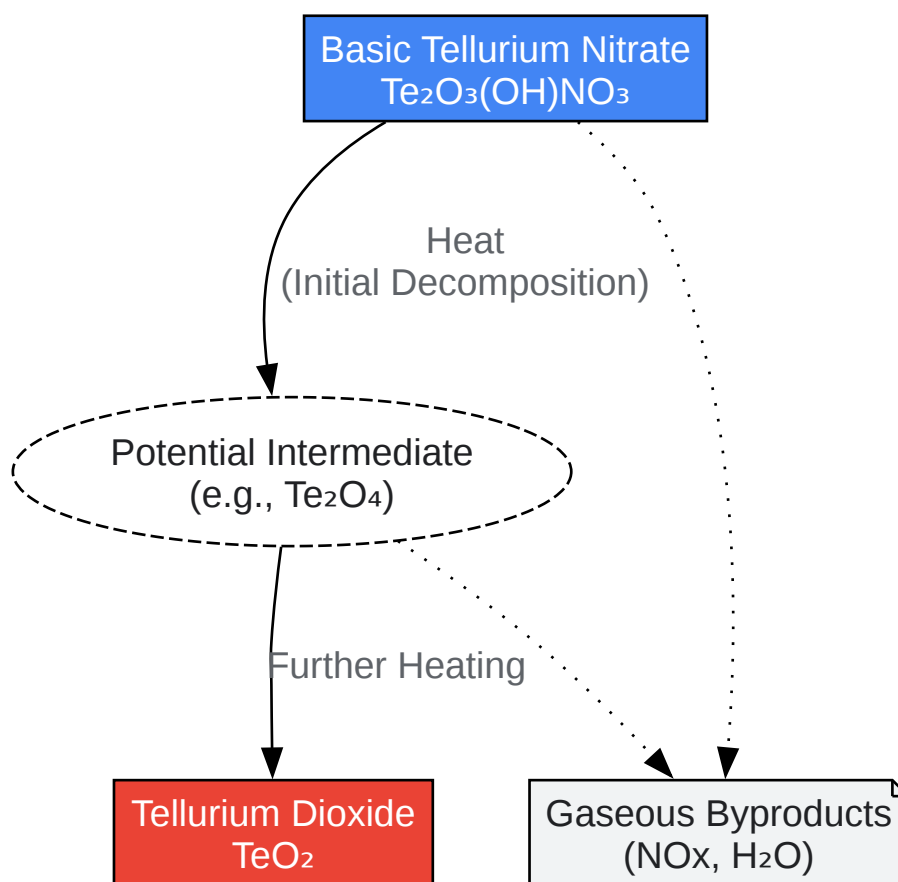 Basic Tellurium Nitrate
Te₂O₃(OH)NO₃
Heat
(Initial Decomposition)
Potential Intermediate
(e.g., Te₂O₄)
Further Heating
Tellurium Dioxide
TeO₂
Gaseous Byproducts
(NOx, H₂O)